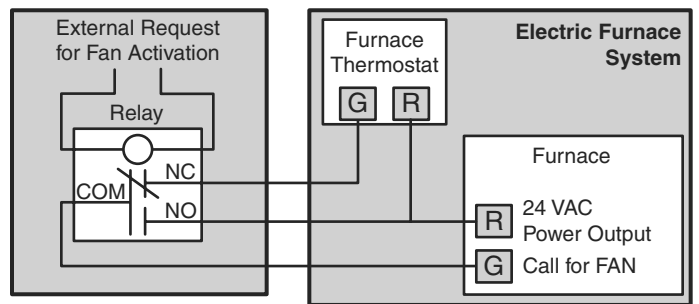 External Request
for Fan Activation
Relay
NC
COM
NO
Electric Furnace
System
Furnace
Thermostat
G
R
Furnace
R
24 VAC
Power Output
G
Call for FAN